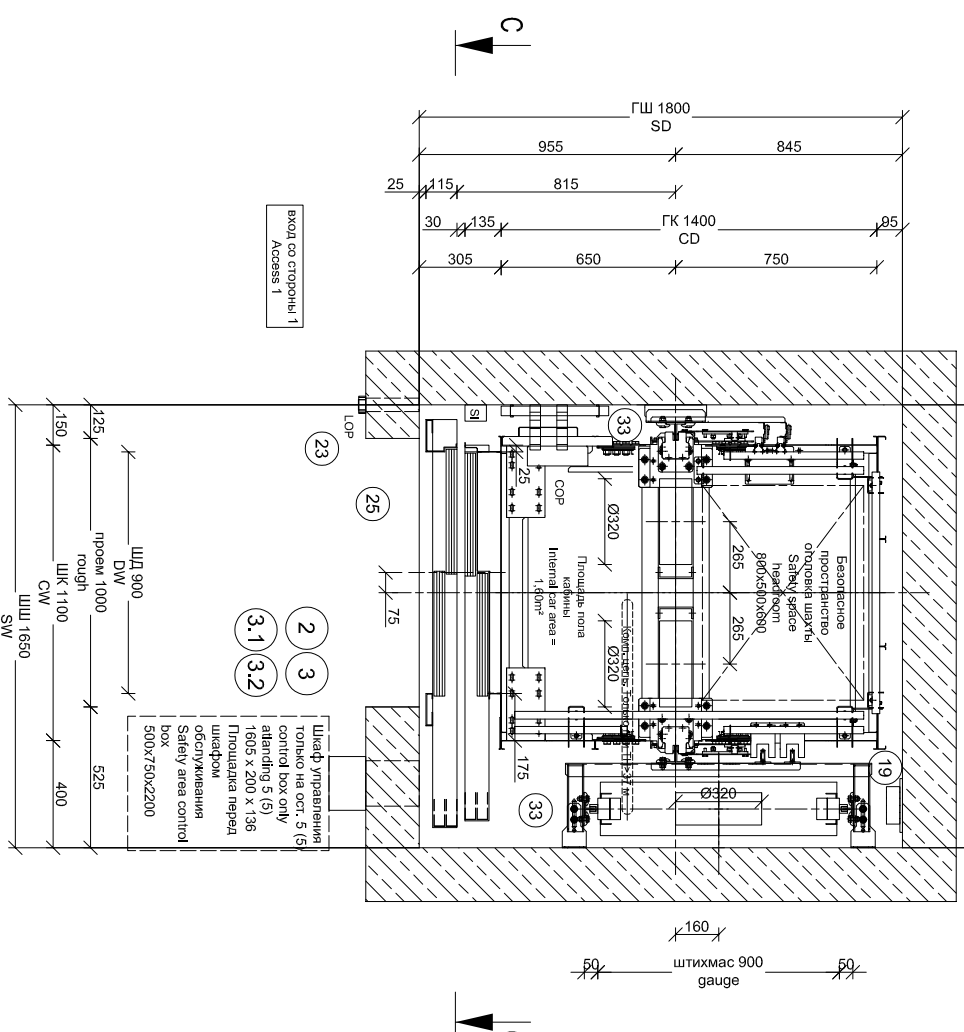 C
ГШ 1800
SD
955
845
25
115
815
30
135
ГК 1400
CD
95
305
650
750
вход со стороны 1
Access 1
LOP
SI
33
23
25
25
COP
Ø320
Ø320
265
265
Безопасное
пространство
оголовка шахты
Safety space
headroom
800x500x600
Площадь пола
кабины
Internal car area =
1,60m²
75
175
19
33
Ø320
125
150
ШД 900
DW
проем 1000
rough
ШК 1100
CW
ШШ 1650
SW
525
400
2
3
3.1
3.2
Шкаф управления
только на ост. 5 (5)
control box only
atlanding 5 (5)
1605 x 200 x 136
Площадка перед
шкафом
обслуживания
Safety area control
box
500x750x2200
160
50
штихмас 900
gauge
50